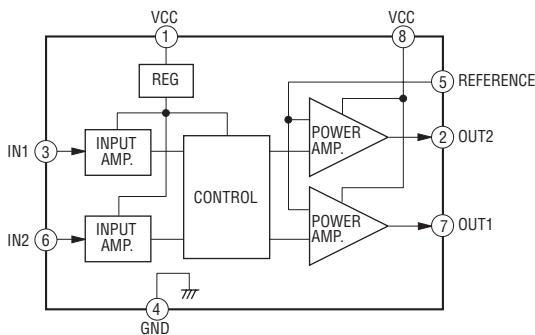 VCC
1
VCC
8
REG
5 REFERENCE
IN1 3
INPUT
AMP.
POWER
AMP.
2 OUT2
CONTROL
IN2 6
INPUT
AMP.
POWER
AMP.
7 OUT1
4
GND